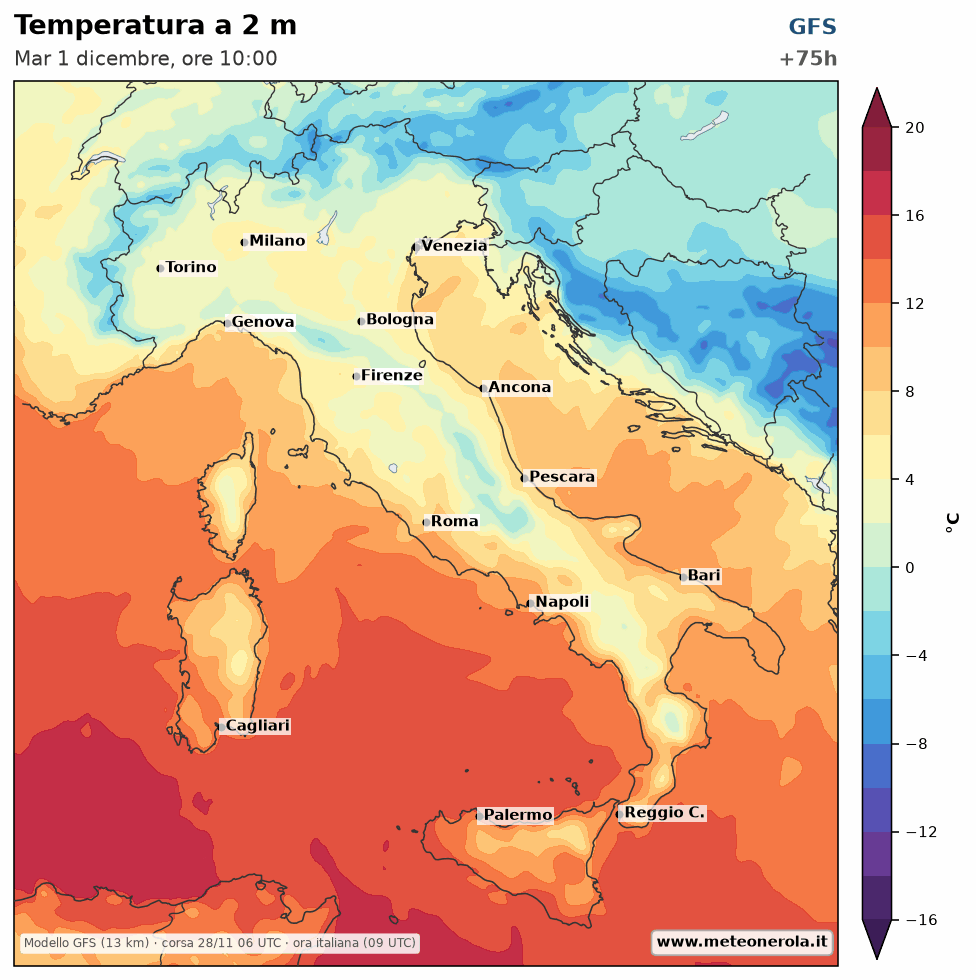 Temperatura a 2 m
GFS
Mar 1 dicembre, ore 10:00
+75h
20
16
12
8
4
0
−4
−8
−12
−16
°C
Milano
Venezia
Torino
Genova
Bologna
Firenze
Ancona
Pescara
Roma
Bari
Napoli
Cagliari
Palermo
Reggio C.
Modello GFS (13 km) · corsa 28/11 06 UTC · ora italiana (09 UTC)
www.meteonerola.it